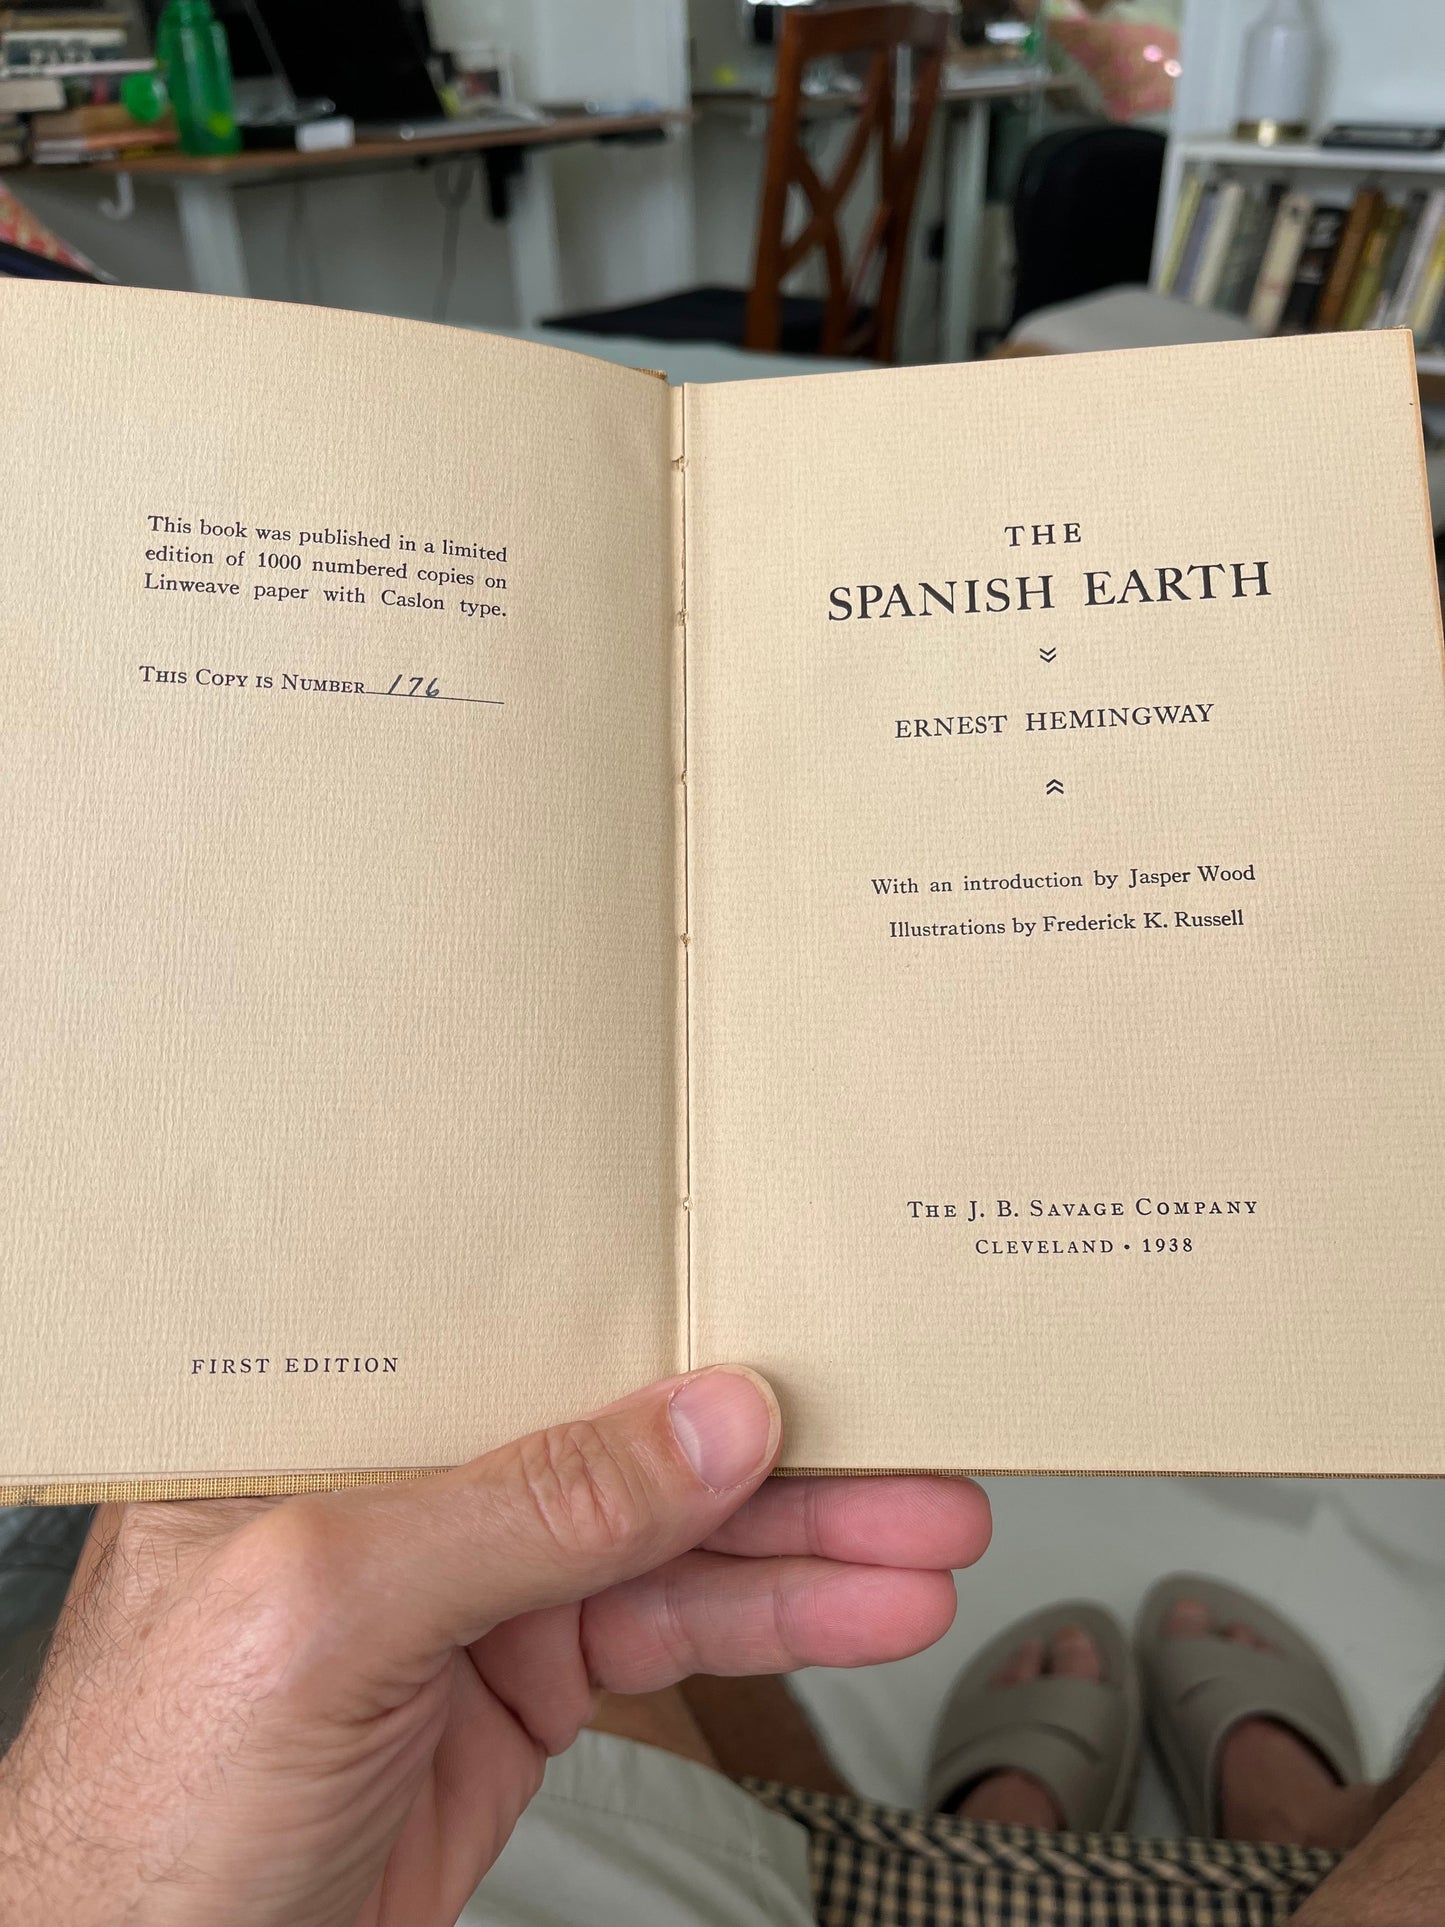 This book was published in a limited
edition of 1000 numbered copies on
Linweave paper with Caslon type.
THIS COPY IS NUMBER 176
FIRST EDITION
THE
SPANISH EARTH
ERNEST HEMINGWAY
With an introduction by Jasper Wood
Illustrations by Frederick K. Russell
THE J. B. SAVAGE COMPANY
CLEVELAND • 1938